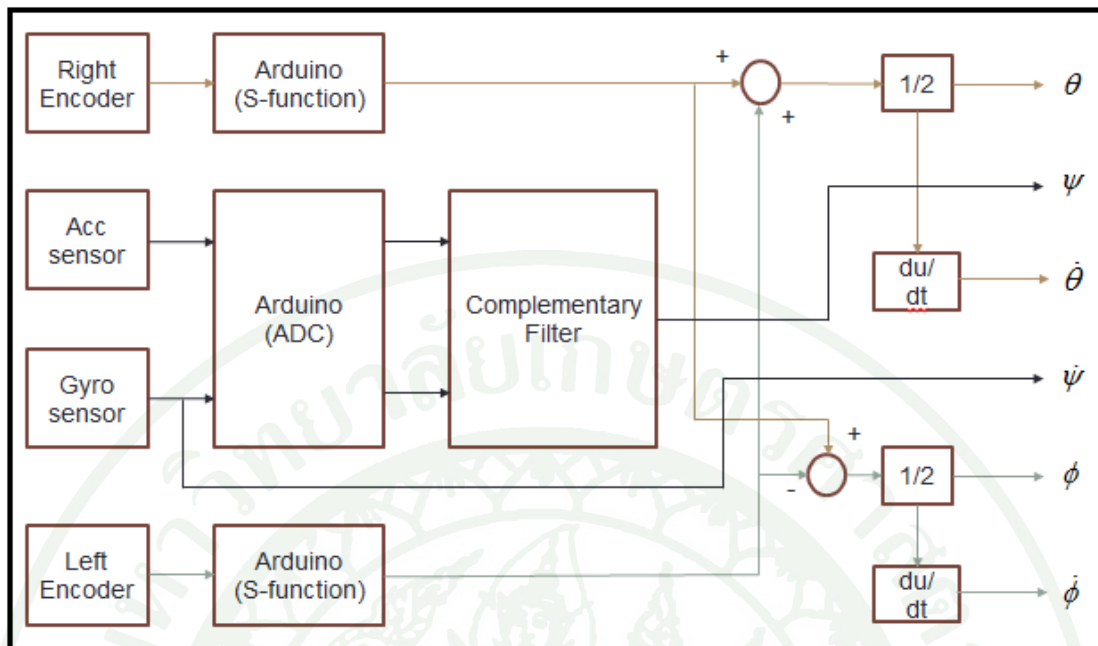 Right
Encoder
Arduino
(S-function)
+
+
1/2
θ
Acc
sensor
ψ
Arduino
(ADC)
Complementary
Filter
du/
dt
θ̇
Gyro
sensor
ψ̇
+
-
1/2
ϕ
Left
Encoder
Arduino
(S-function)
du/
dt
ϕ̇